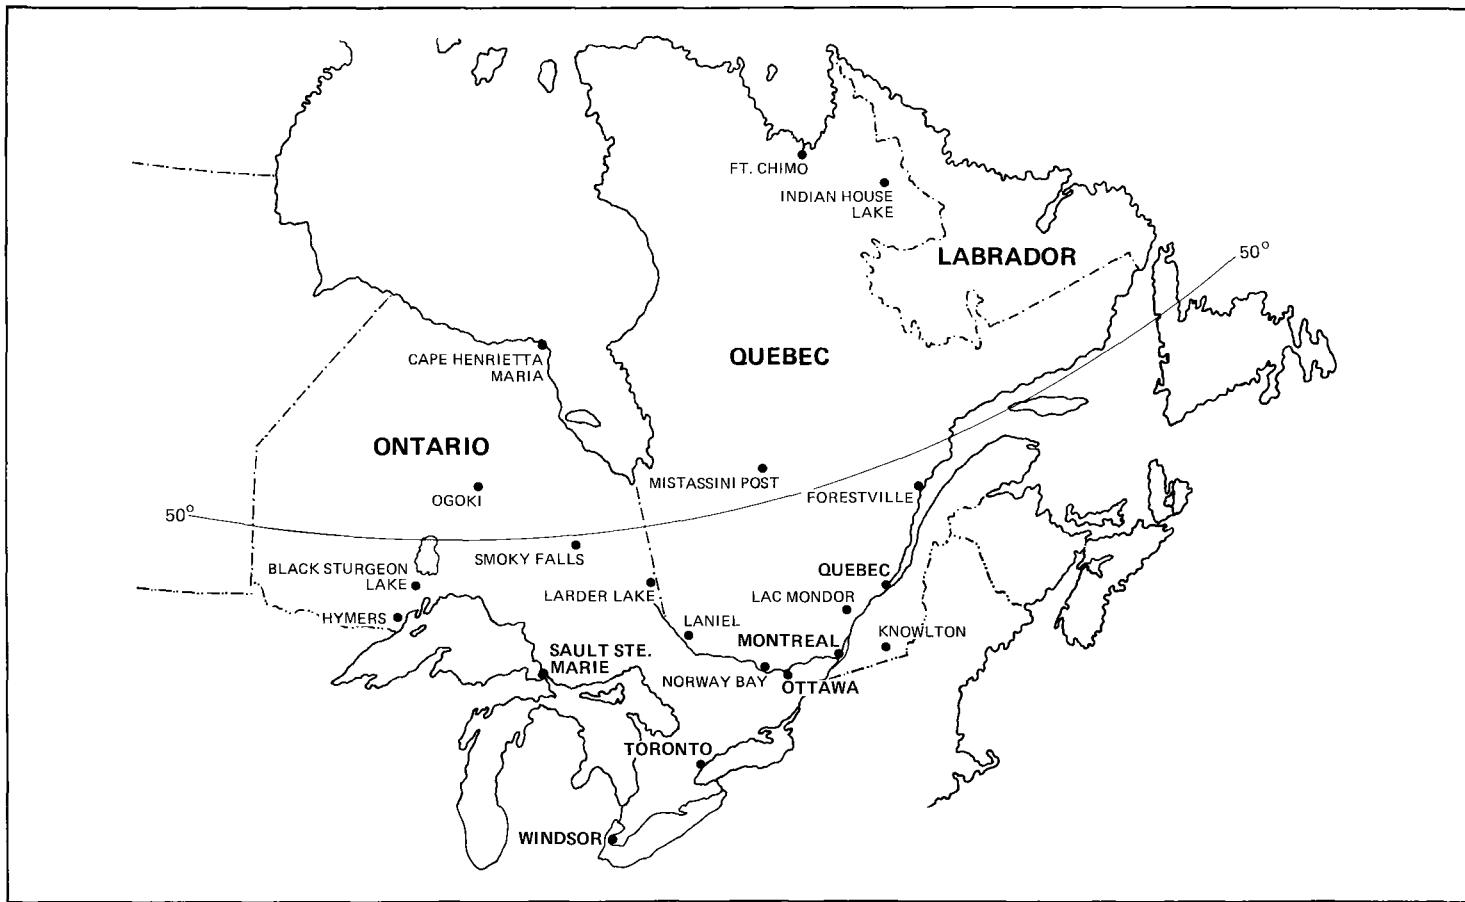 FT. CHIMO
INDIAN HOUSE
LAKE
LABRADOR
50°
CAPE HENRIETTA
MARIA
QUEBEC
ONTARIO
OGOKI
MISTASSINI POST
FORESTVILLE
50°
SMOKY FALLS
BLACK STURGEON
LAKE
LARDER LAKE
QUEBEC
LAC MONDOR
HYMERS
LANIEL
MONTREAL
KNOWLTON
SAULT STE.
MARIE
NORWAY BAY
OTTAWA
TORONTO
WINDSOR